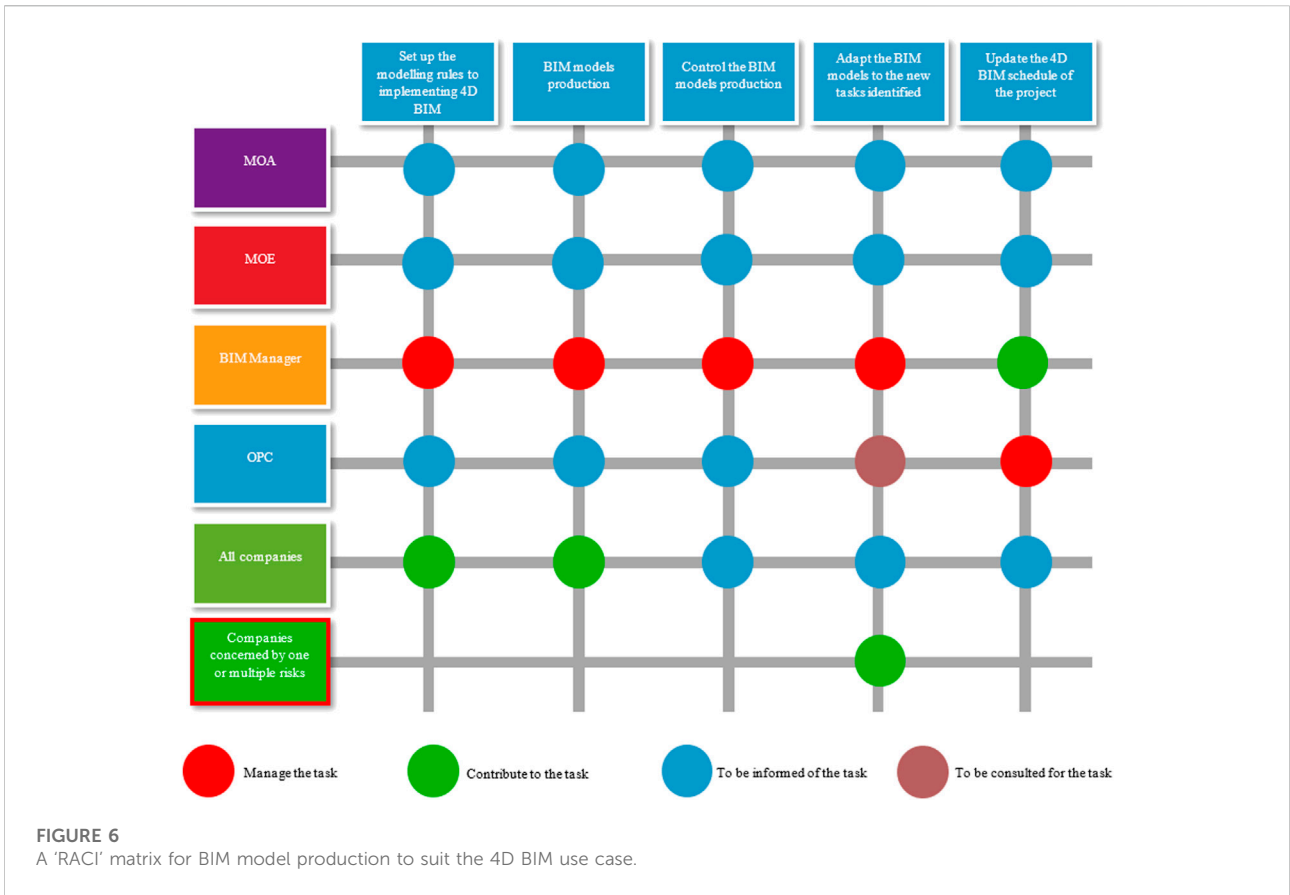 Set up the
modelling rules to
implementing 4D
BIM
BIM models
production
Control the BIM
models production
Adapt the BIM
models to the new
tasks identified
Update the 4D
BIM schedule of
the project
MOA
MOE
BIM Manager
OPC
All companies
Companies
concerned by one
or multiple risks
Manage the task
Contribute to the task
To be informed of the task
To be consulted for the task
FIGURE 6
A ‘RACI’ matrix for BIM model production to suit the 4D BIM use case.